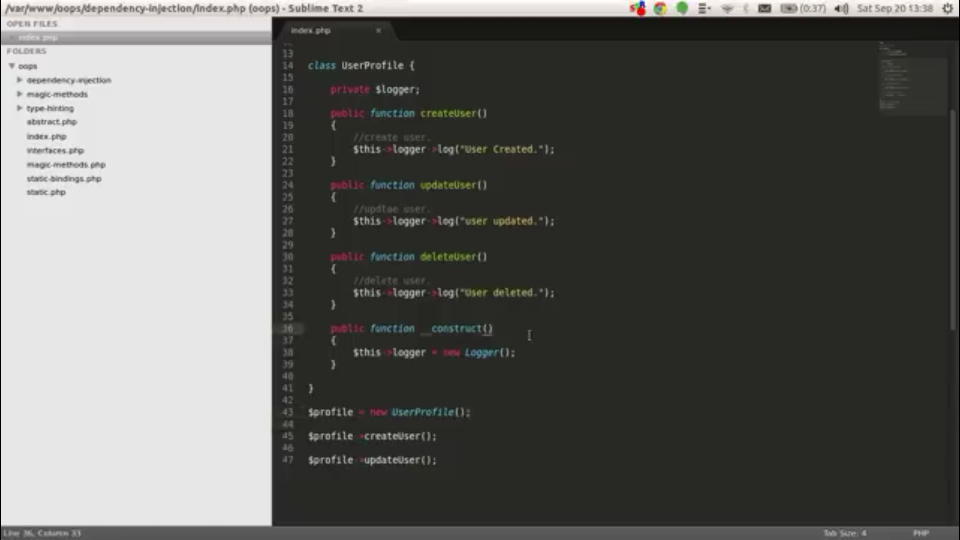 /var/www/oops/dependency-injection/index.php (oops) - Sublime Text 2
(0:37) Sat Sep 20 13:38
OPEN FILES
index.php
FOLDERS
oops
dependency-injection
magic-methods
type-hinting
abstract.php
index.php
interfaces.php
magic-methods.php
static-bindings.php
static.php
index.php ×
13
14 class UserProfile {
15
16 private $logger;
17
18 public function createUser()
19 {
20 //create user.
21 $this->logger->log("User Created.");
22 }
23
24 public function updateUser()
25 {
26 //updtae user.
27 $this->logger->log("user updated.");
28 }
29
30 public function deleteUser()
31 {
32 //delete user.
33 $this->logger->log("User deleted.");
34 }
35
36 public function __construct()
37 {
38 $this->logger = new Logger();
39 }
40
41 }
42
43 $profile = new UserProfile();
44
45 $profile->createUser();
46
47 $profile->updateUser();
Line 36, Column 33
Tab Size: 4
PHP